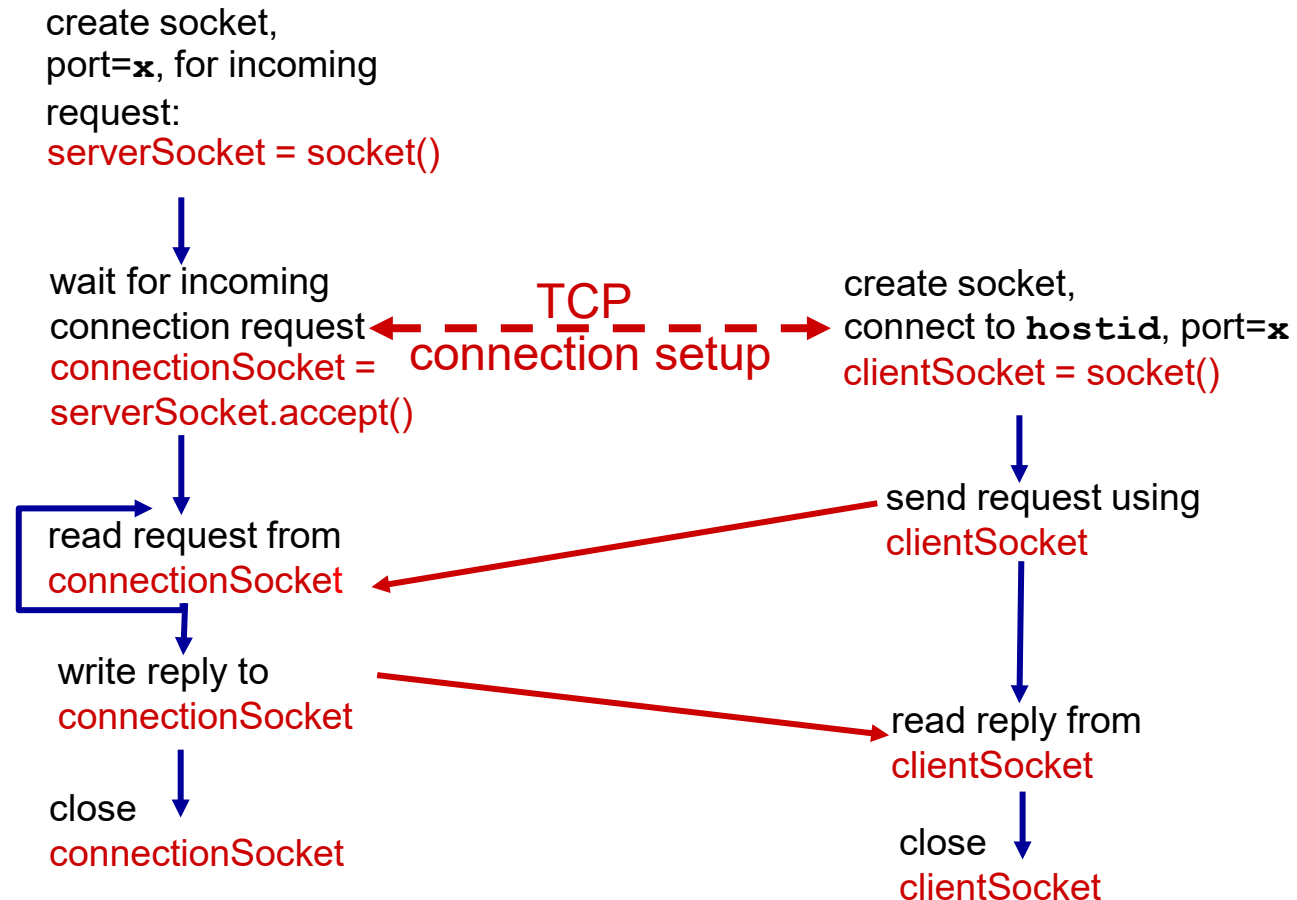 create socket,
port=x, for incoming
request:
serverSocket = socket()
wait for incoming
connection request
connectionSocket =
serverSocket.accept()
TCP
connection setup
create socket,
connect to hostid, port=x
clientSocket = socket()
send request using
clientSocket
read request from
connectionSocket
write reply to
connectionSocket
read reply from
clientSocket
close
connectionSocket
close
clientSocket